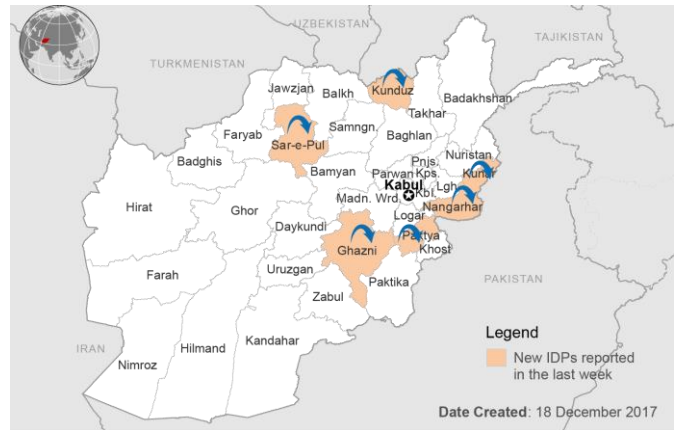 UZBEKISTAN
TAJIKISTAN
TURKMENISTAN
Jawzjan
Balkh
Kunduz
Badakhshan
Takhar
Faryab
Sar-e-Pul
Samngn.
Baghlan
Badghis
Bamyan
Parwan
Pnjs.
Kps.
Nuristan
Kunar
Kabul
Kbl.
Lgh.
Hirat
Ghor
Daykundi
Madn. Wrd.
Logar
Nangarhar
Ghazni
Paktya
Khost
Farah
Uruzgan
Paktika
Zabul
PAKISTAN
IRAN
Nimroz
Hilmand
Kandahar
Legend
New IDPs reported
in the last week
Date Created: 18 December 2017